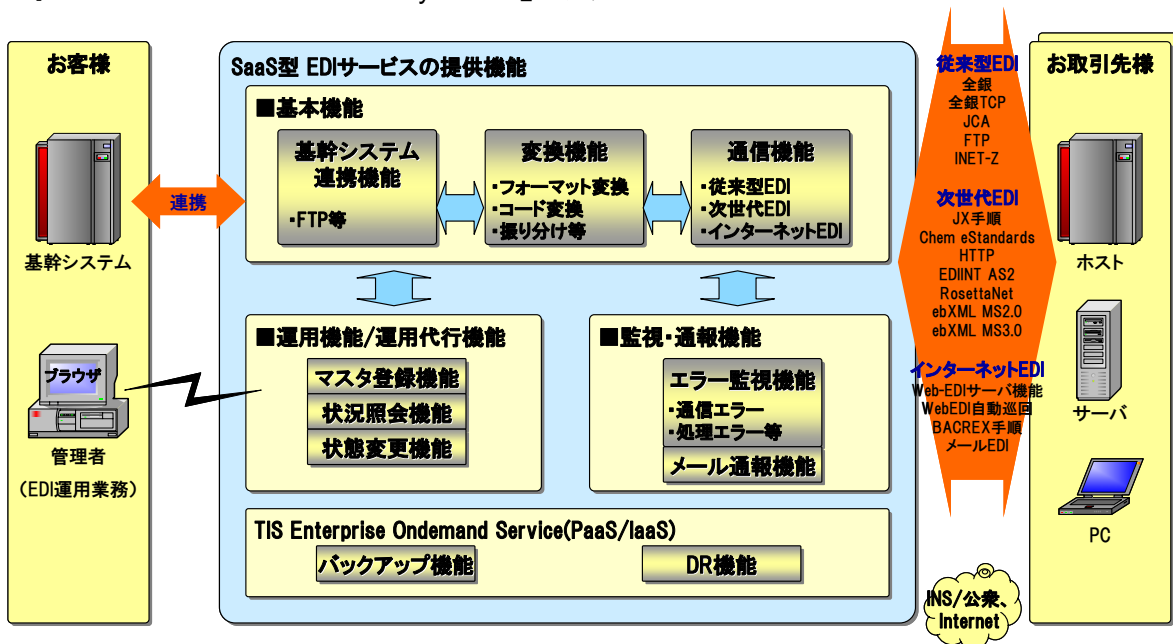 お客様
基幹システム
ブラウザ
管理者
（EDI運用業務）
連携
SaaS型 EDIサービスの提供機能
■基本機能
基幹システム
連携機能
・FTP等
変換機能
・フォーマット変換
・コード変換
・振り分け等
通信機能
・従来型EDI
・次世代EDI
・インターネットEDI
■運用機能/運用代行機能
マスタ登録機能
状況照会機能
状態変更機能
■監視・通報機能
エラー監視機能
・通信エラー
・処理エラー等
メール通報機能
TIS Enterprise Ondemand Service(PaaS/IaaS)
バックアップ機能
DR機能
従来型EDI
全銀
全銀TCP
JCA
FTP
INET-Z
次世代EDI
JX手順
Chem eStandards
HTTP
EDIINT AS2
RosettaNet
ebXML MS2.0
ebXML MS3.0
インターネットEDI
Web-EDIサーバ機能
WebEDI自動巡回
BACREX手順
メールEDI
INS/公衆、
Internet
お取引先様
ホスト
サーバ
PC